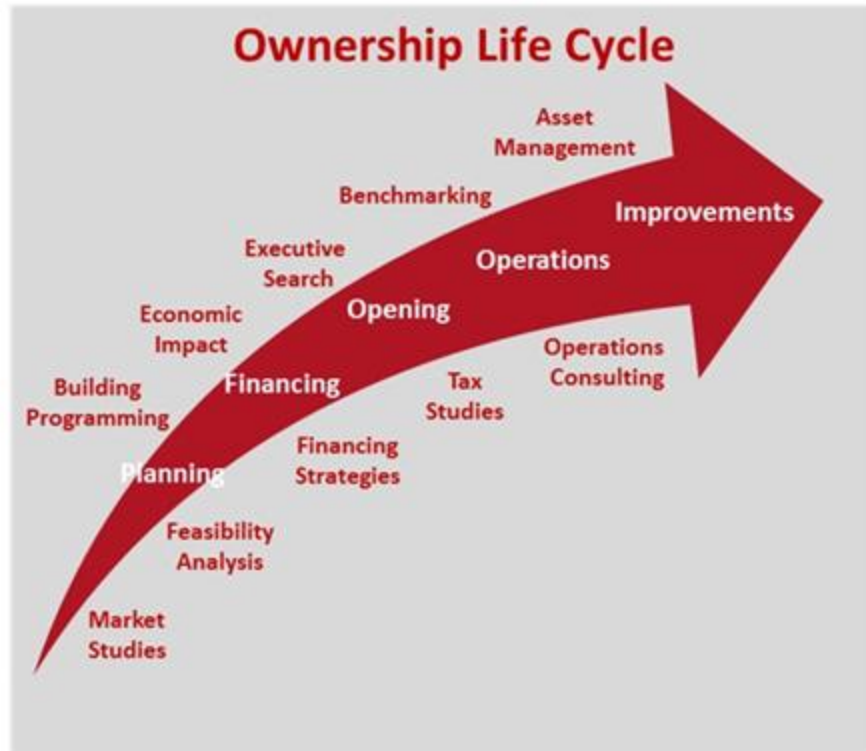 Ownership Life Cycle
Asset
Management
Benchmarking
Improvements
Executive
Search
Operations
Economic
Impact
Opening
Operations
Consulting
Building
Programming
Financing
Tax
Studies
Planning
Financing
Strategies
Feasibility
Analysis
Market
Studies